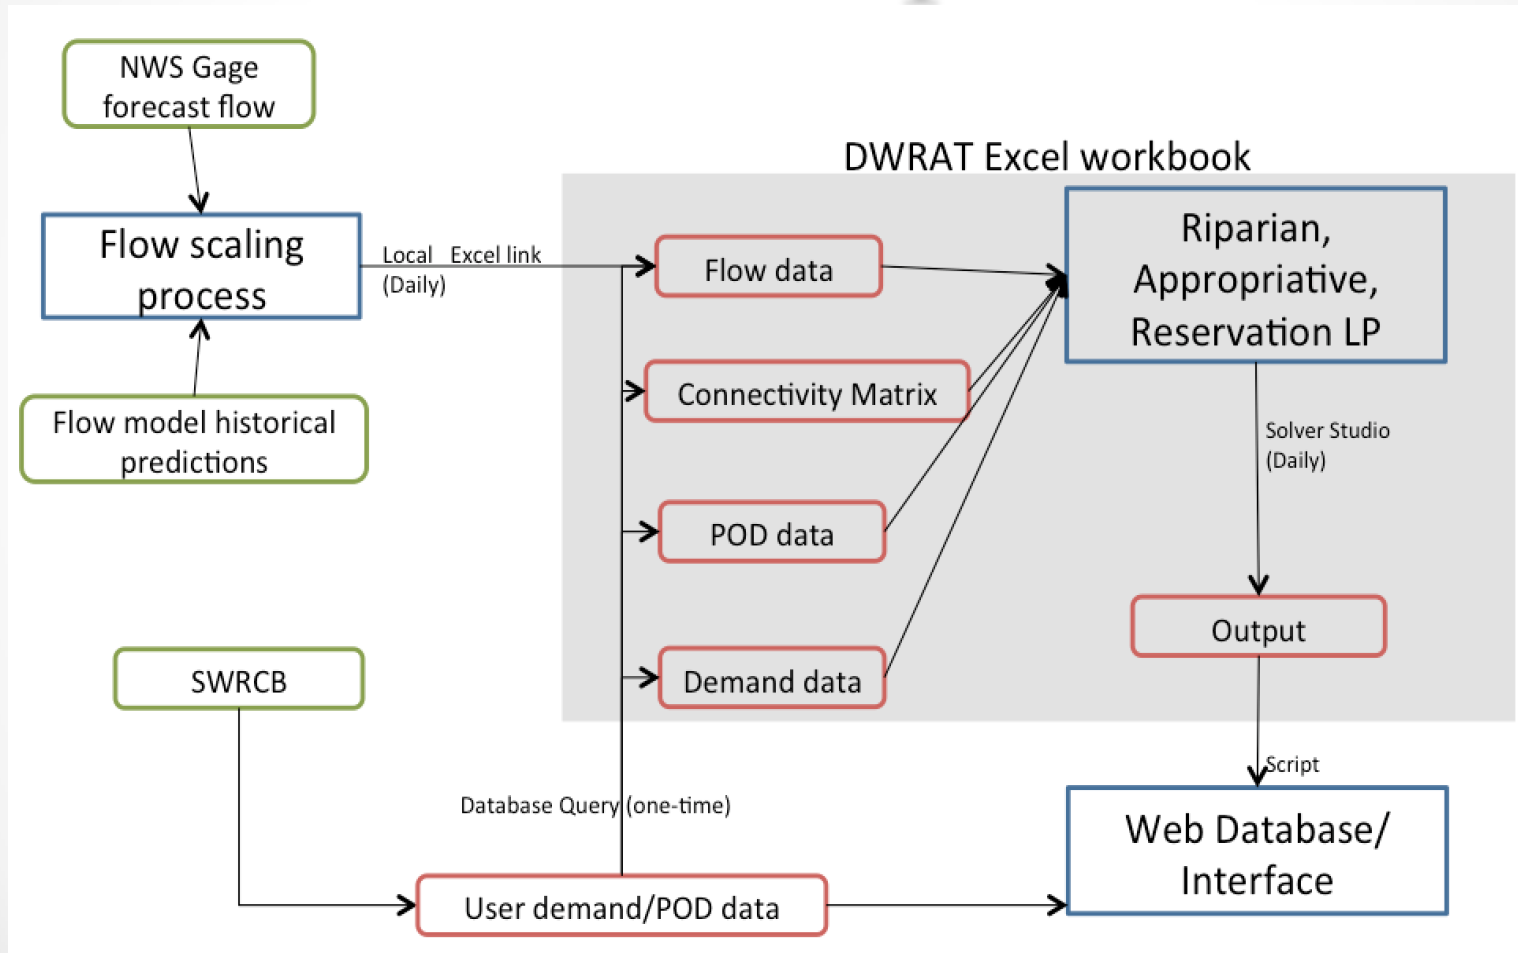 NWS Gage
forecast flow
DWRAT Excel workbook
Flow scaling
process
Local Excel link
(Daily)
Flow data
Riparian,
Appropriative,
Reservation LP
Flow model historical
predictions
Connectivity Matrix
Solver Studio
(Daily)
POD data
Output
SWRCB
Demand data
Script
Database Query (one-time)
Web Database/
Interface
User demand/POD data